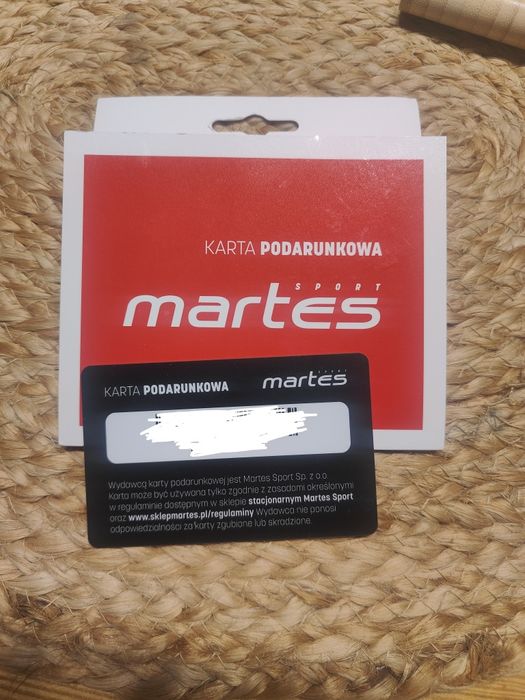 KARTA PODARUNKOWA
SPORT
martes
KARTA PODARUNKOWA
SPORT
martes
Wydawcą karty podarunkowej jest Martes Sport Sp. z o.o.
Karta może być używana tylko zgodnie z zasadami określonymi
w regulaminie dostępnym w sklepie stacjonarnym Martes Sport
oraz www.sklepmartes.pl/regulaminy Wydawca nie ponosi
odpowiedzialności za karty zgubione lub skradzione.